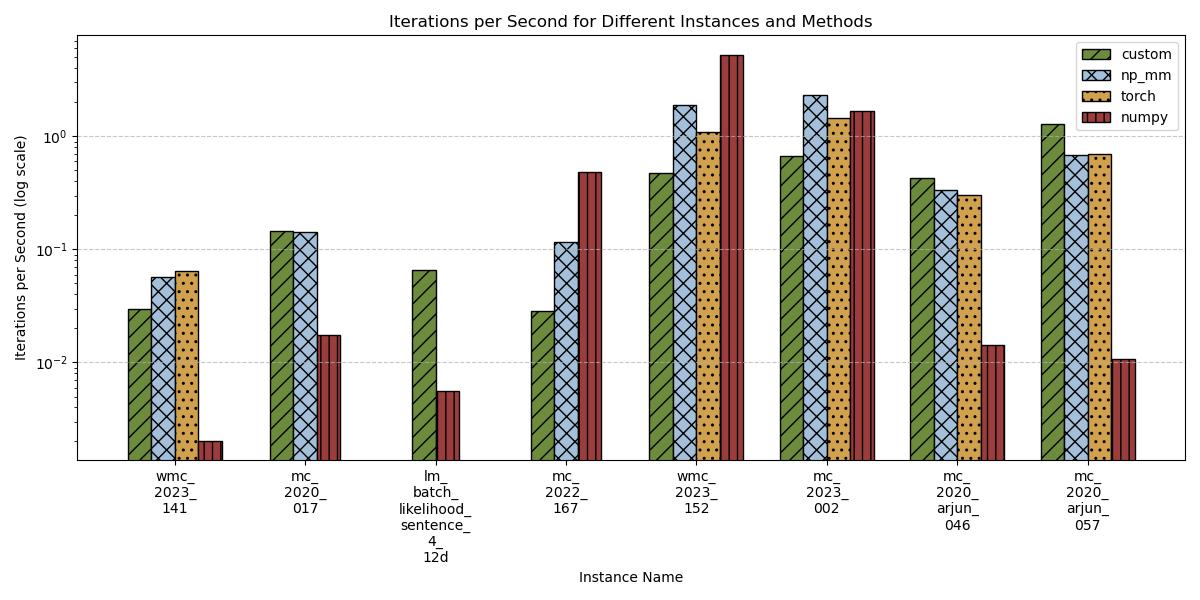 Iterations per Second for Different Instances and Methods
custom
np_mm
torch
numpy
Iterations per Second (log scale)
10^0
10^-1
10^-2
wmc_
2023_
141
mc_
2020_
017
lm_
batch_
likelihood_
sentence_
4_
12d
mc_
2022_
167
wmc_
2023_
152
mc_
2023_
002
mc_
2020_
arjun_
046
mc_
2020_
arjun_
057
Instance Name